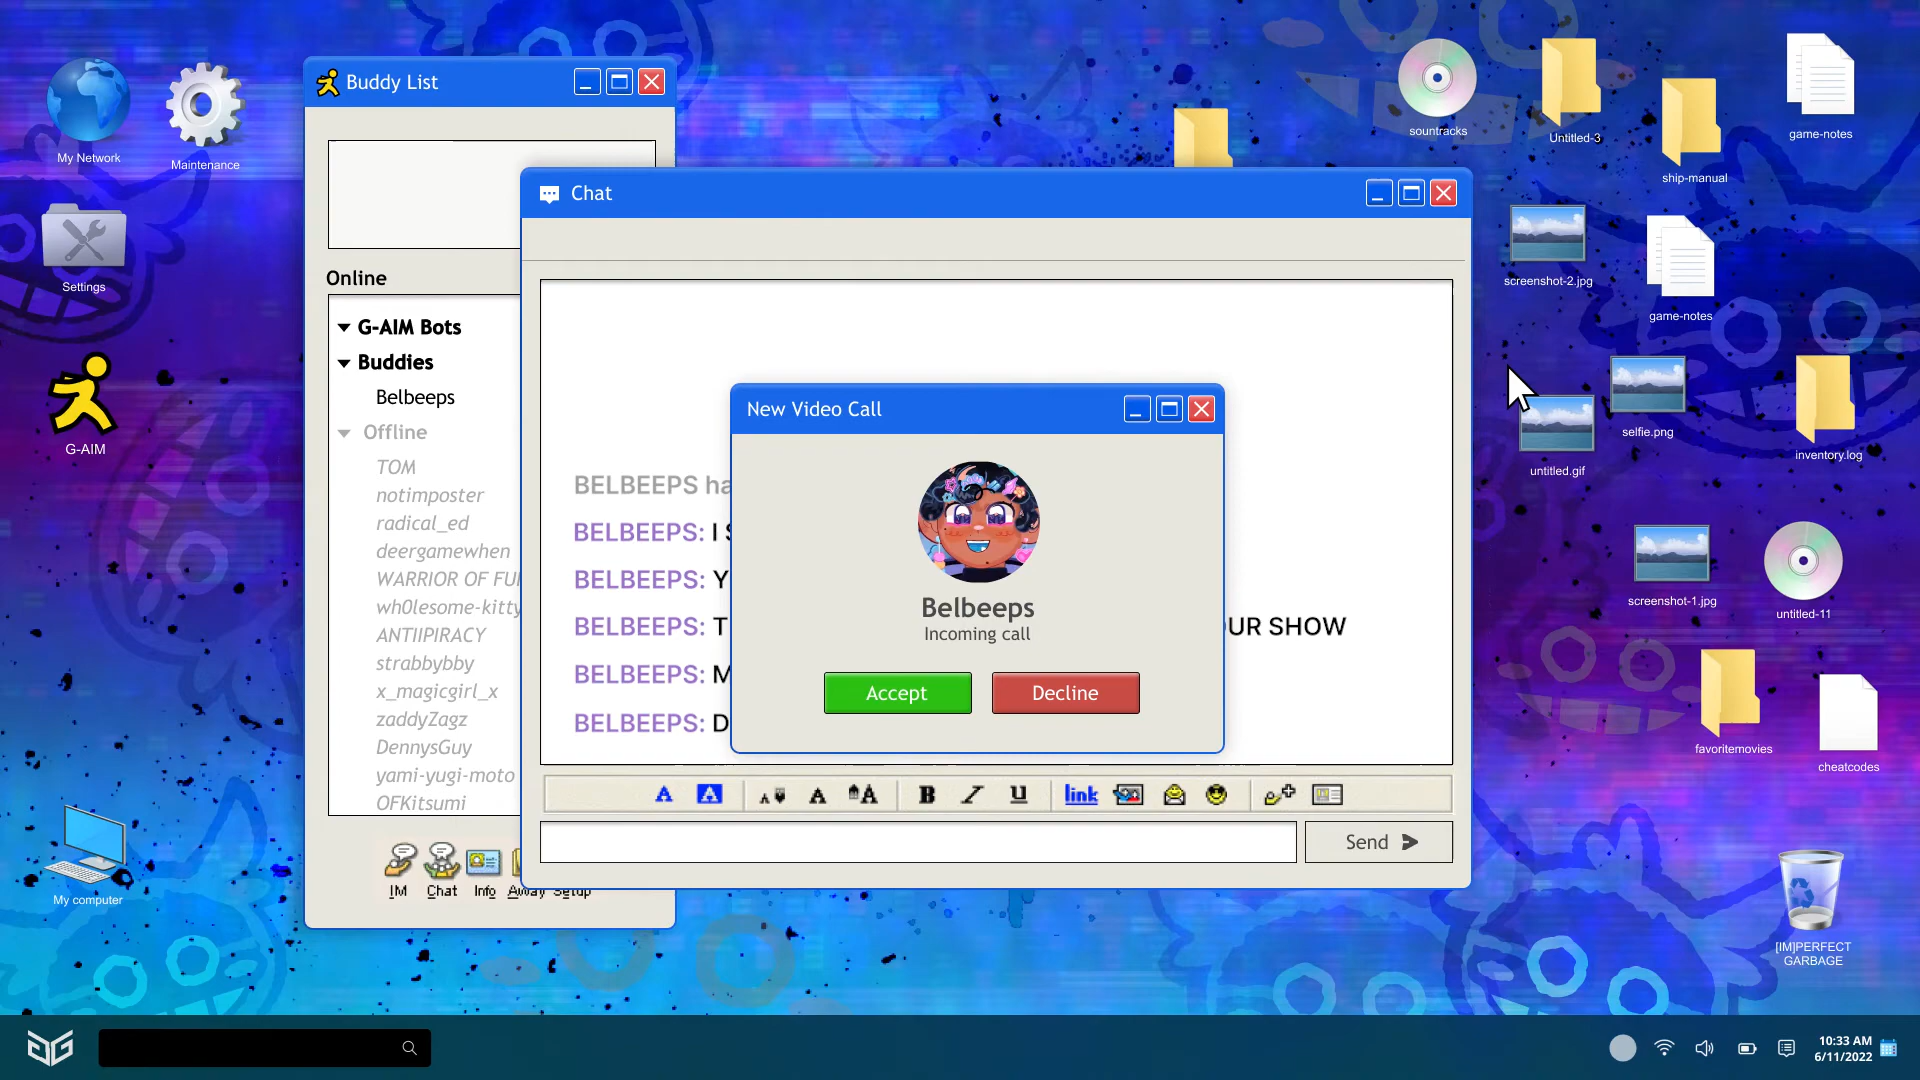 My Network
Maintenance
Settings
G-AIM
My computer
Buddy List
Online
G-AIM Bots
Buddies
Belbeeps
Offline
TOM
notimposter
radical_ed
deergamewhen
WARRIOR OF FU
wh0lesome-kitty
ANTIIPIRACY
strabbybby
x_magicgirl_x
zaddyZagz
DennysGuy
yami-yugi-moto
OFKitsumi
IM
Chat
Info
Away
Setup
Chat
BELBEEPS ha
BELBEEPS: I S
BELBEEPS: Y
BELBEEPS: T
OUR SHOW
BELBEEPS: M
BELBEEPS: D
New Video Call
Belbeeps
Incoming call
Accept
Decline
A A A A A B I U link
Send
sountracks
Untitled-3
ship-manual
game-notes
screenshot-2.jpg
game-notes
selfie.png
untitled.gif
inventory.log
screenshot-1.jpg
untitled-11
favoritemovies
cheatcodes
[IM]PERFECT
GARBAGE
10:33 AM
6/11/2022